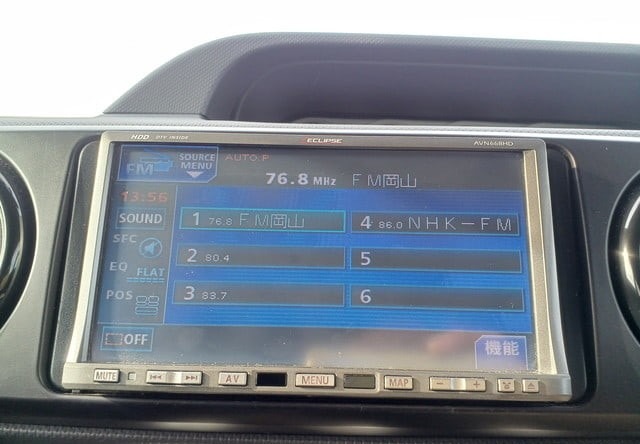 HDD DTV INSIDE ECLIPSE AVN668HD
FM SOURCE MENU AUTO.P
76.8 MHz FM岡山
13:56
SOUND 1 76.8 FM岡山 4 86.0 NHK-FM
SFC
2 80.4 5
EQ FLAT
POS 3 83.7 6
OFF 機能
MUTE AV MENU MAP - +